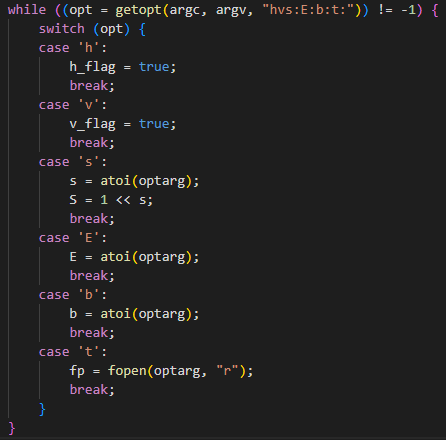 while ((opt = getopt(argc, argv, "hvs:E:b:t:")) != -1) {
    switch (opt) {
    case 'h':
        h_flag = true;
        break;
    case 'v':
        v_flag = true;
        break;
    case 's':
        s = atoi(optarg);
        S = 1 << s;
        break;
    case 'E':
        E = atoi(optarg);
        break;
    case 'b':
        b = atoi(optarg);
        break;
    case 't':
        fp = fopen(optarg, "r");
        break;
    }
}